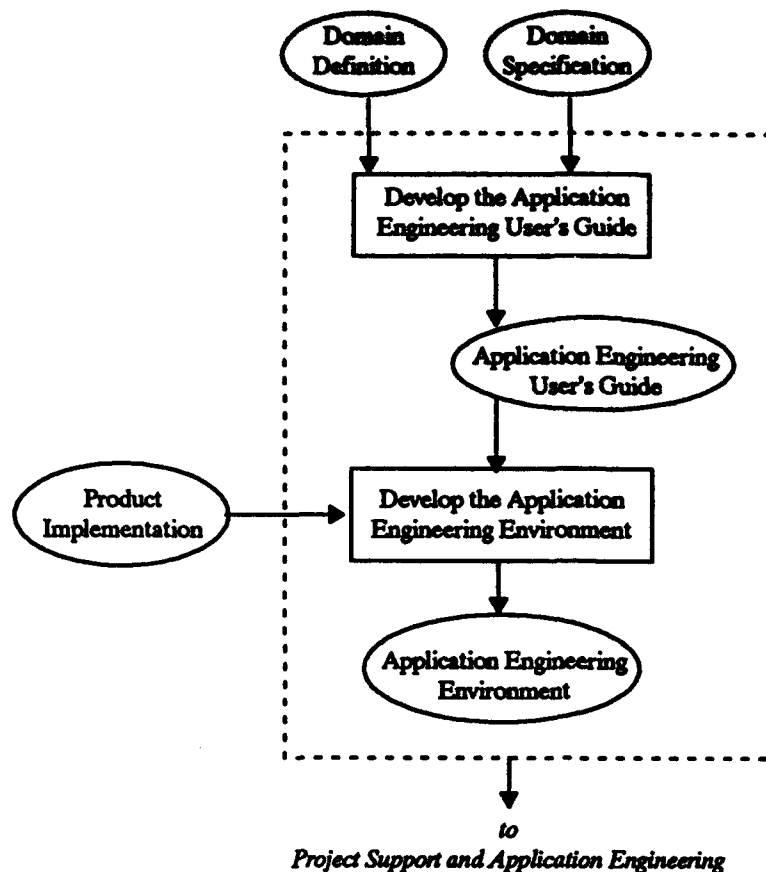 Domain
Definition
Domain
Specification
Develop the Application
Engineering User's Guide
Application Engineering
User's Guide
Product
Implementation
Develop the Application
Engineering Environment
Application Engineering
Environment
to
Project Support and Application Engineering